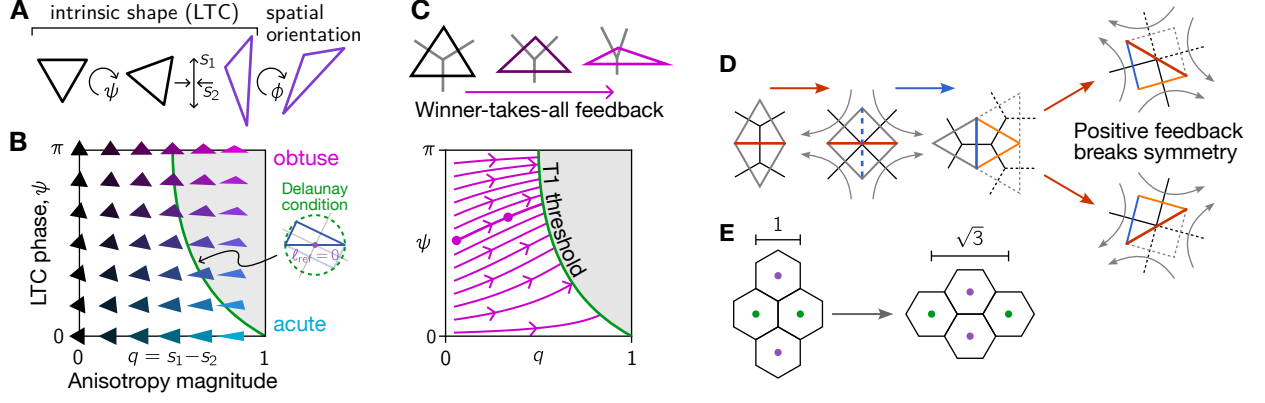 A
intrinsic shape (LTC)
spatial
orientation
ψ
s₁
s₂
ϕ
B
π
LTC phase, ψ
0
0
q = s₁−s₂
1
Anisotropy magnitude
obtuse
Delaunay
condition
ℓref = 0
acute
C
Winner-takes-all feedback
π
ψ
0
T1 threshold
0
q
1
D
Positive feedback
breaks symmetry
E
1
√3